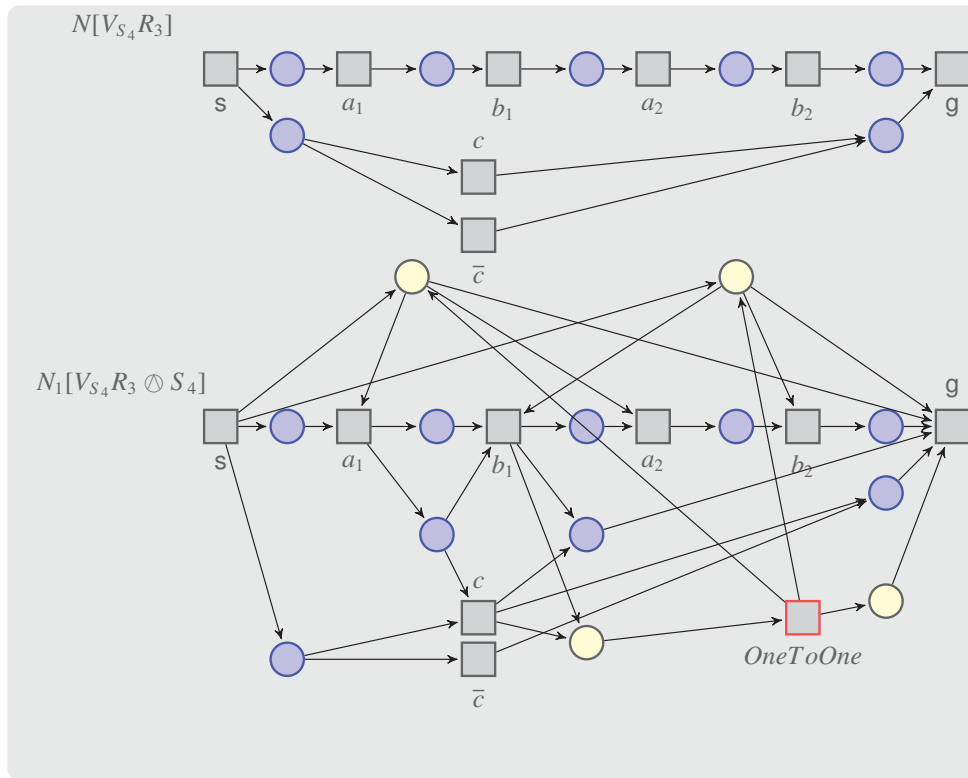 N[V_{S_4}R_3]
s a_1 b_1 a_2 b_2 g
c
c̅
N_1[V_{S_4}R_3 ⦸ S_4]
g
s a_1 b_1 a_2 b_2
c
OneToOne
c̅